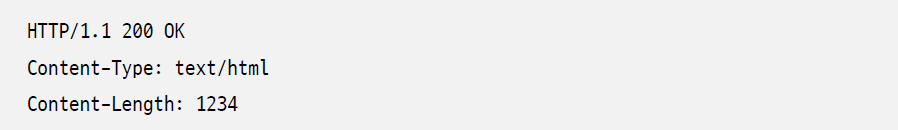 HTTP/1.1 200 OK
Content-Type: text/html
Content-Length: 1234